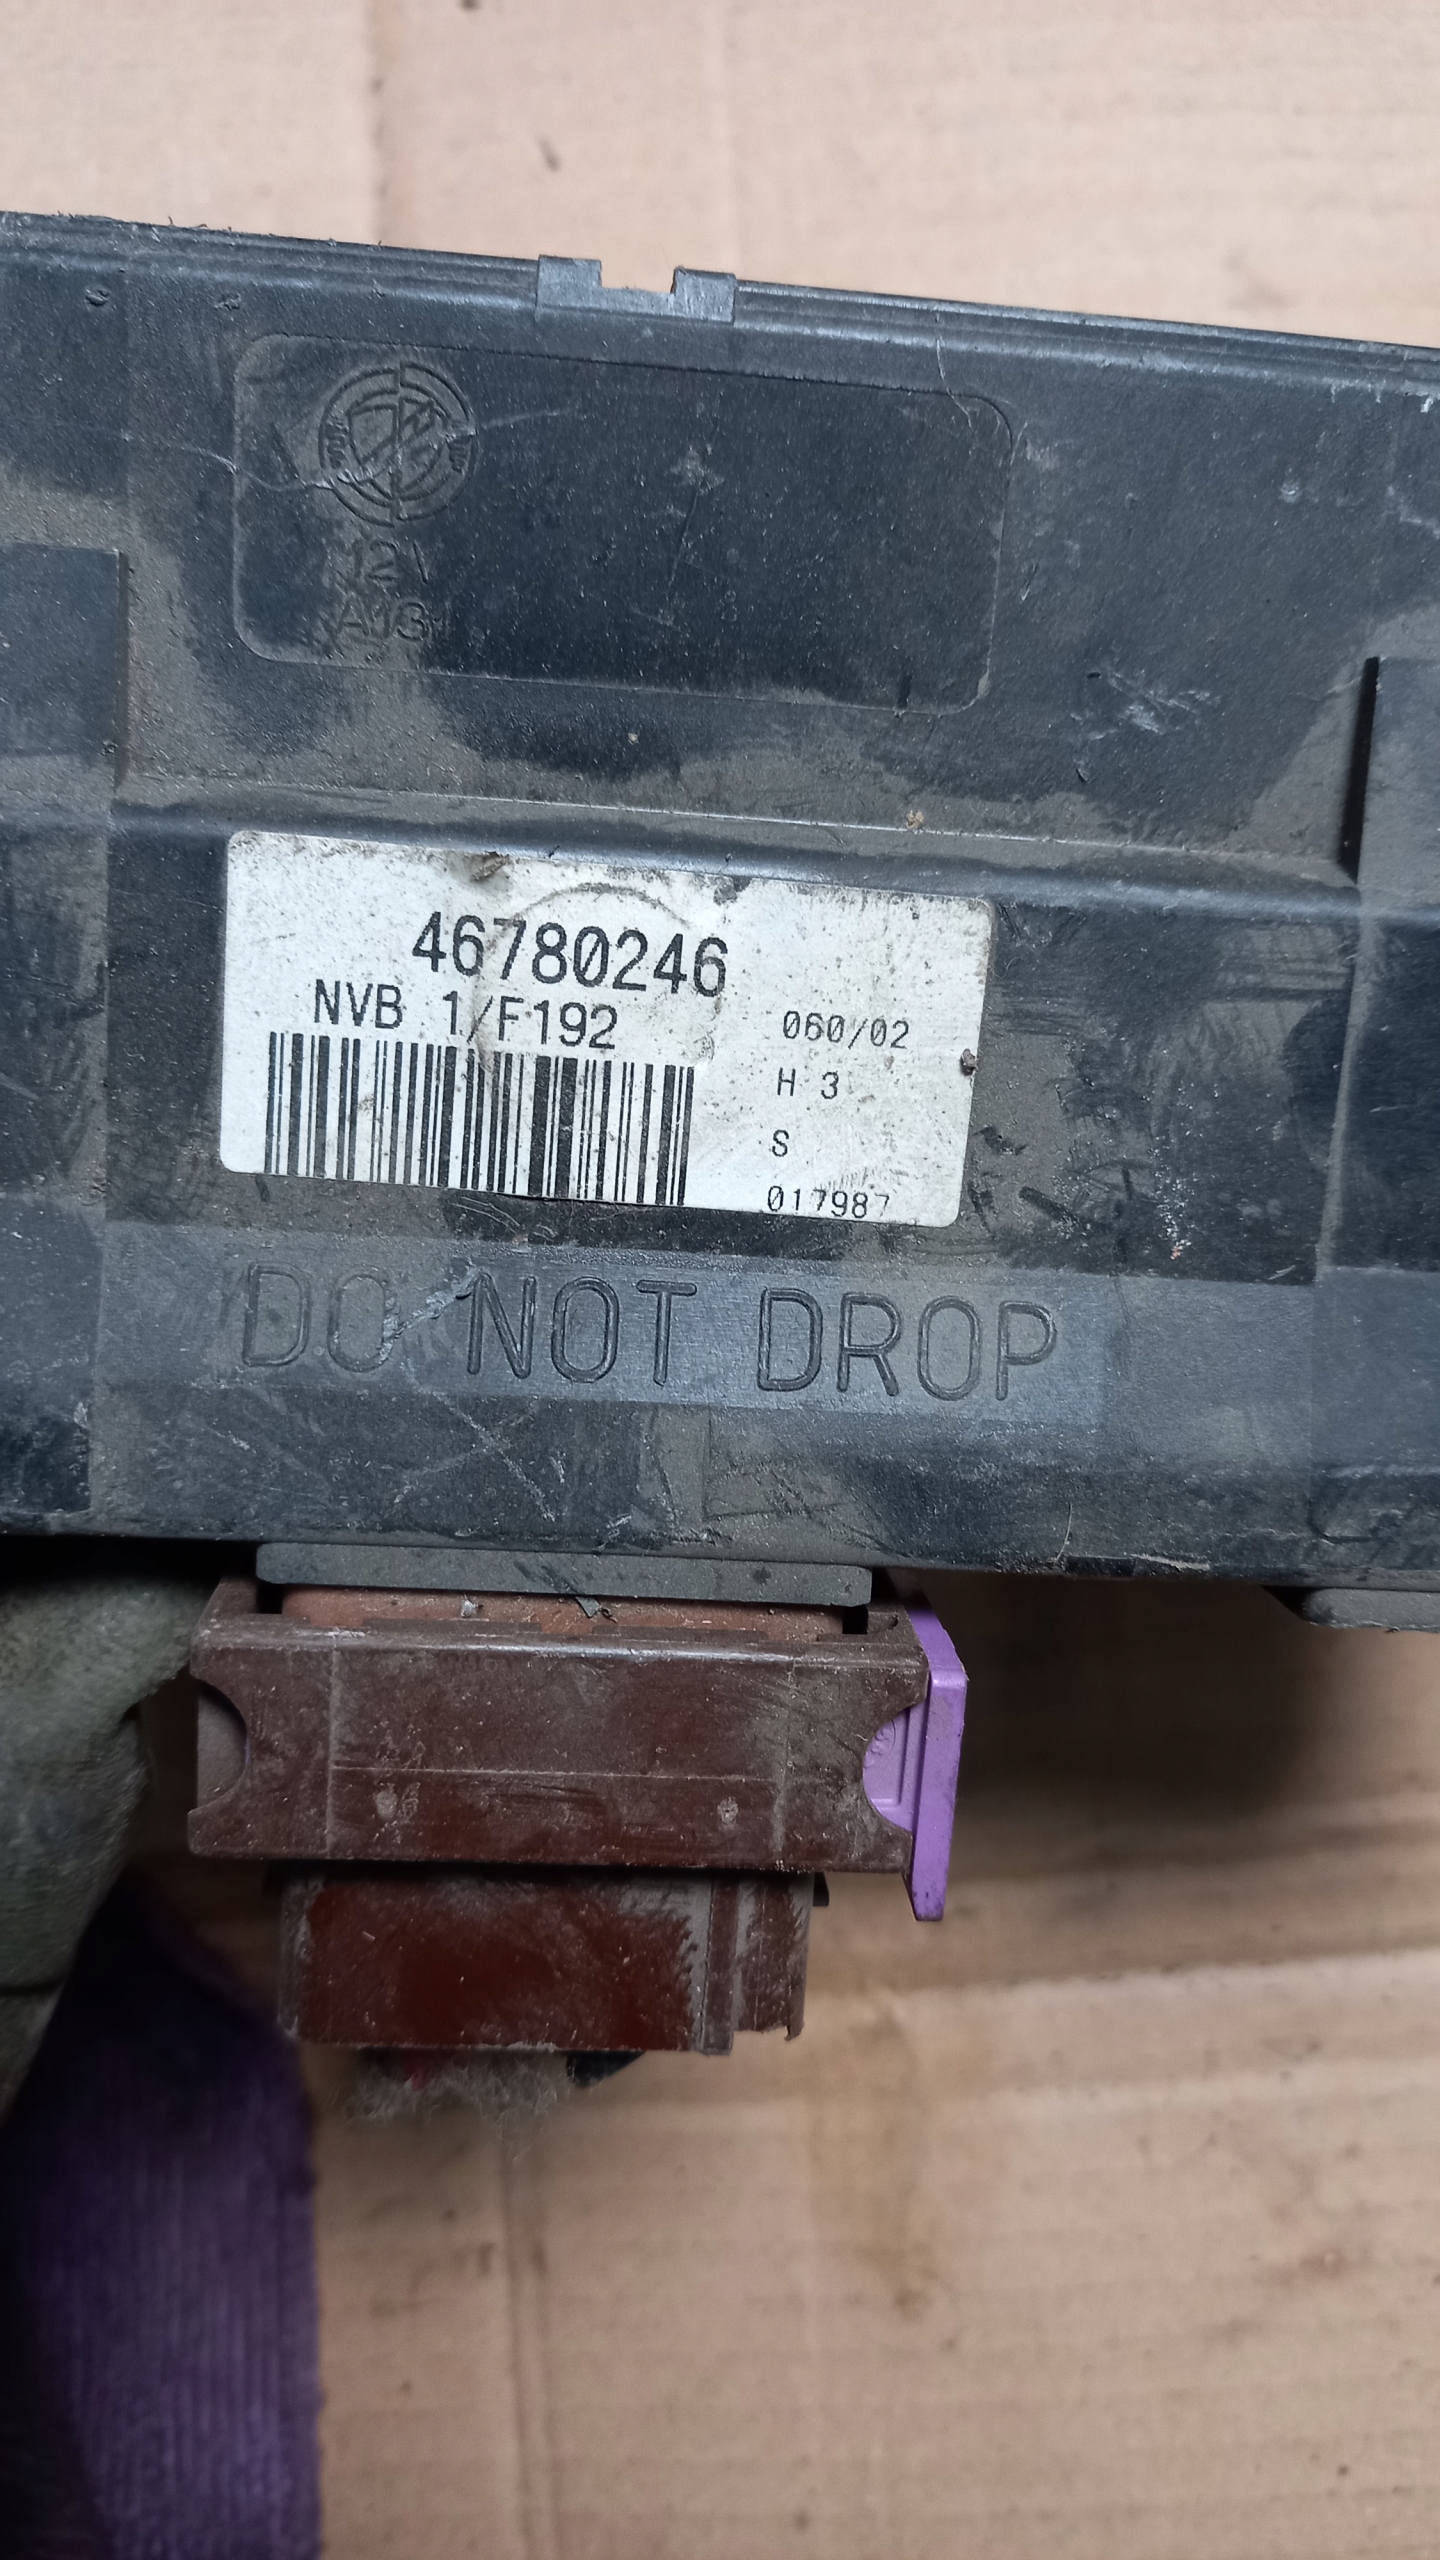 12V
46780246
NVB 1/F192
060/02
H 3
S
017987
DO NOT DROP